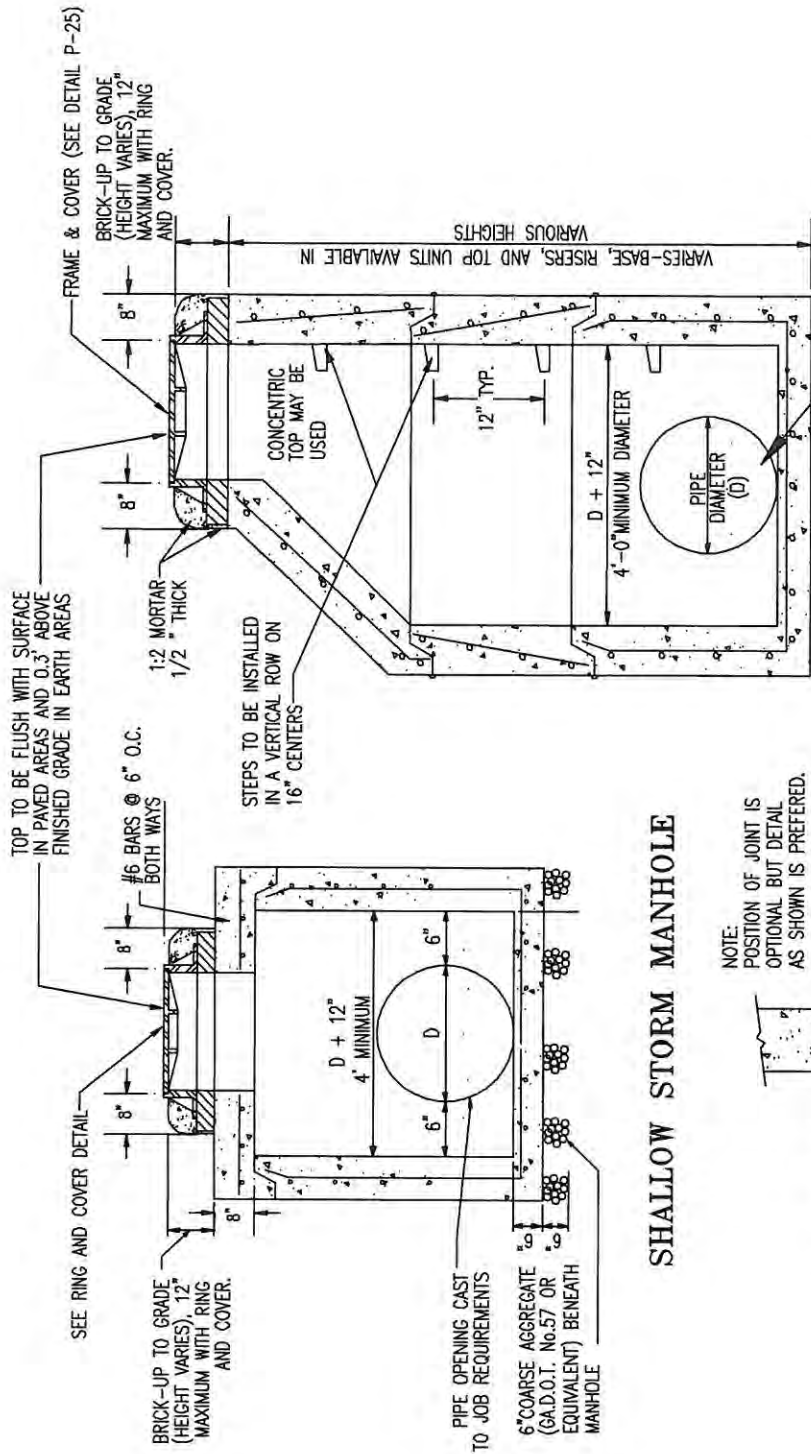 TOP TO BE FLUSH WITH SURFACE
IN PAVED AREAS AND 0.3' ABOVE
FINISHED GRADE IN EARTH AREAS
SEE RING AND COVER DETAIL
8"
8"
#6 BARS @ 6" O.C.
BOTH WAYS
BRICK-UP TO GRADE
(HEIGHT VARIES), 12"
MAXIMUM WITH RING
AND COVER.
8"
D + 12"
4' MINIMUM
6"
D
6"
PIPE OPENING CAST
TO JOB REQUIREMENTS
6"COARSE AGGREGATE
(GA.D.O.T. No.57 OR
EQUIVALENT) BENEATH
MANHOLE
6"
6"
SHALLOW STORM MANHOLE
NOTE:
POSITION OF JOINT IS
OPTIONAL BUT DETAIL
AS SHOWN IS PREFERED.
FRAME & COVER (SEE DETAIL P-25)
BRICK-UP TO GRADE
(HEIGHT VARIES), 12"
MAXIMUM WITH RING
AND COVER.
8"
8"
1:2 MORTAR
1/2 " THICK
CONCENTRIC
TOP MAY BE
USED
STEPS TO BE INSTALLED
IN A VERTICAL ROW ON
16" CENTERS
12" TYP.
D + 12"
4'-0"MINIMUM DIAMETER
PIPE
DIAMETER
(D)
VARIES-BASE, RISERS, AND TOP UNITS AVAILABLE IN
VARIOUS HEIGHTS